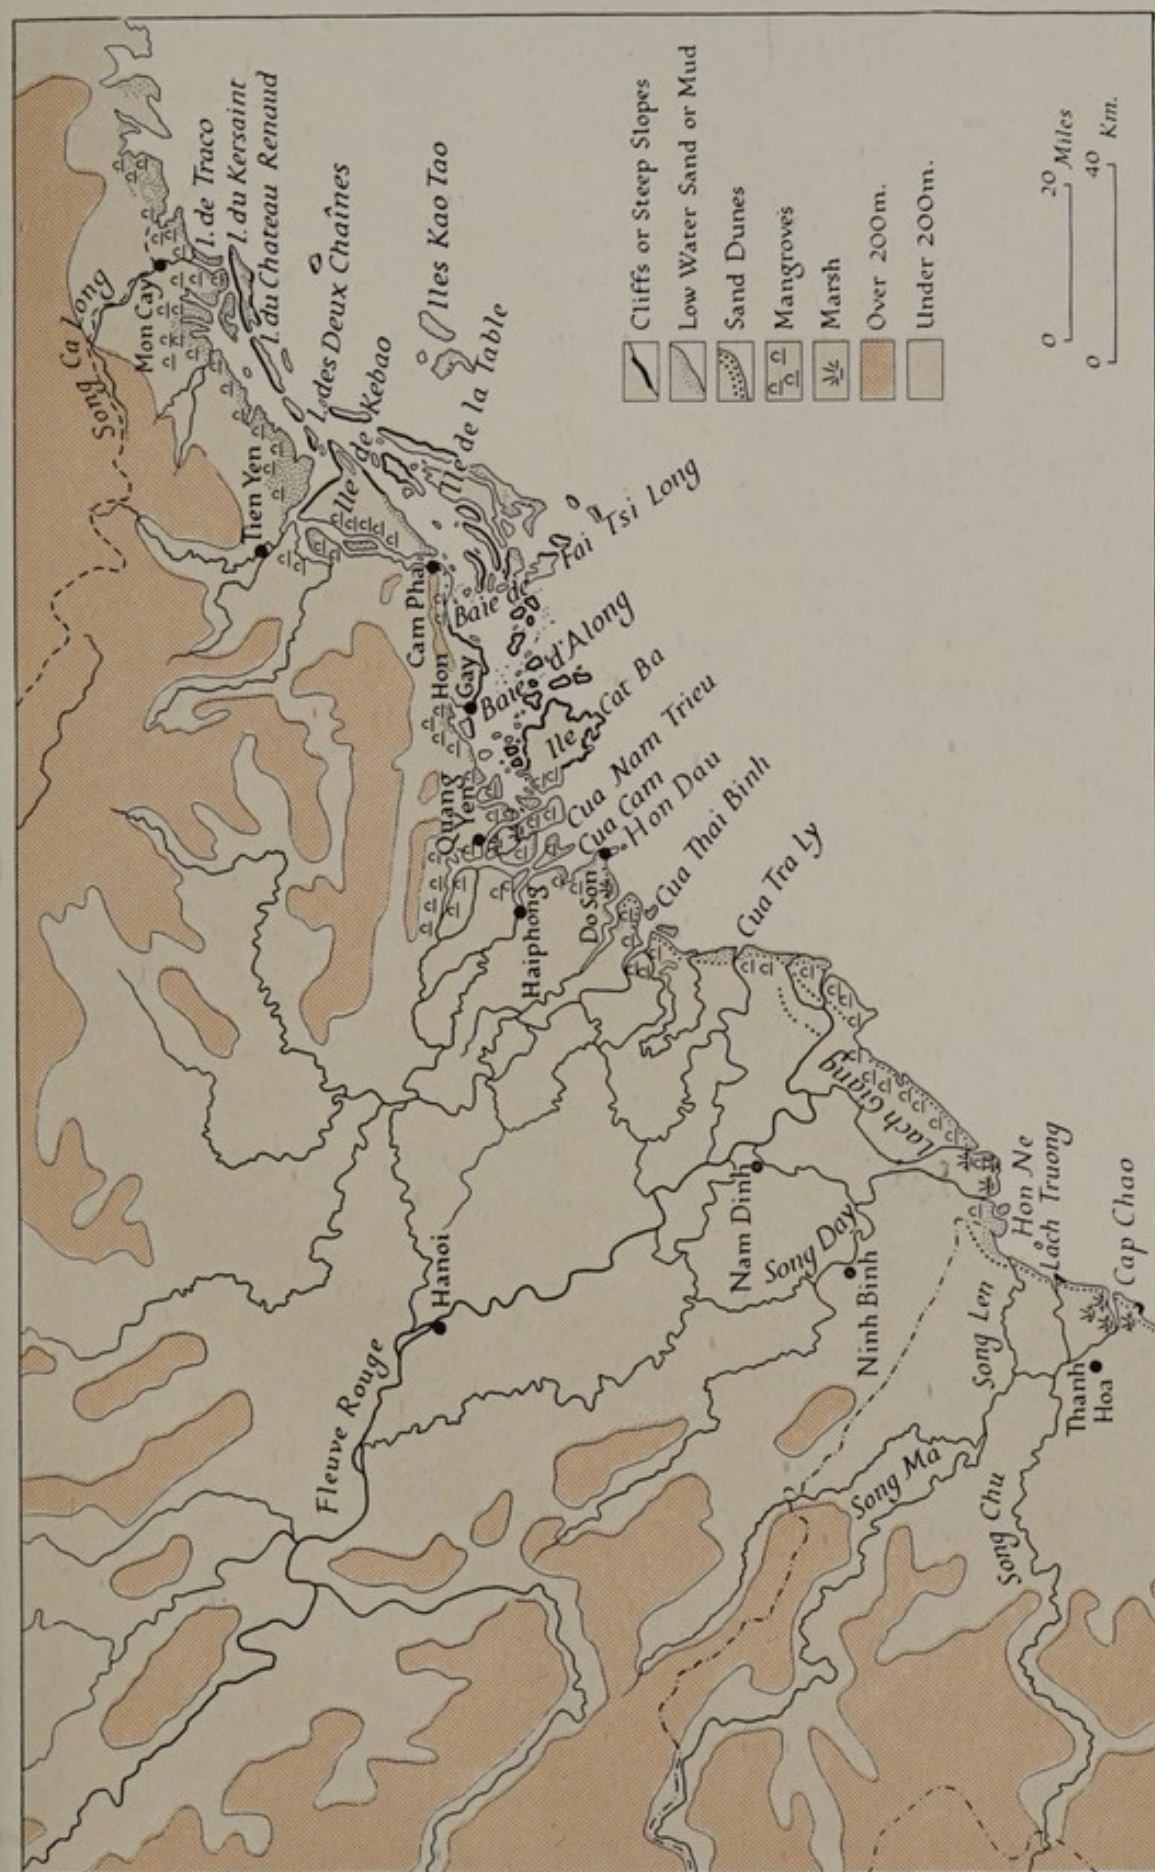 Song Ca Long
Mon Cay
I. de Traco
I. du Kersaint
I. du Chateau Renaud
I. des Deux Chaînes
Iles Kao Tao
Tien Yen
Ile de Kebao
Ile de la Table
Cam Pha
Baie de Fai Tsi Long
Hon
Gay
Baie d'Along
Ile Cat Ba
Quang
Yen
Cua Nam Trieu
Cua Cam
Hon Dau
Do Son
Haiphong
Cua Thai Binh
Cua Tra Ly
Lach Giang
Hanoi
Fleuve Rouge
Nam Dinh
Song Day
Ninh Binh
Hon Ne
Lach Truong
Cap Chao
Song Len
Thanh
Hoa
Song Ma
Song Chu
Cliffs or Steep Slopes
Low Water Sand or Mud
Sand Dunes
Mangroves
Marsh
Over 200m.
Under 200m.
0 20 Miles
0 40 Km.